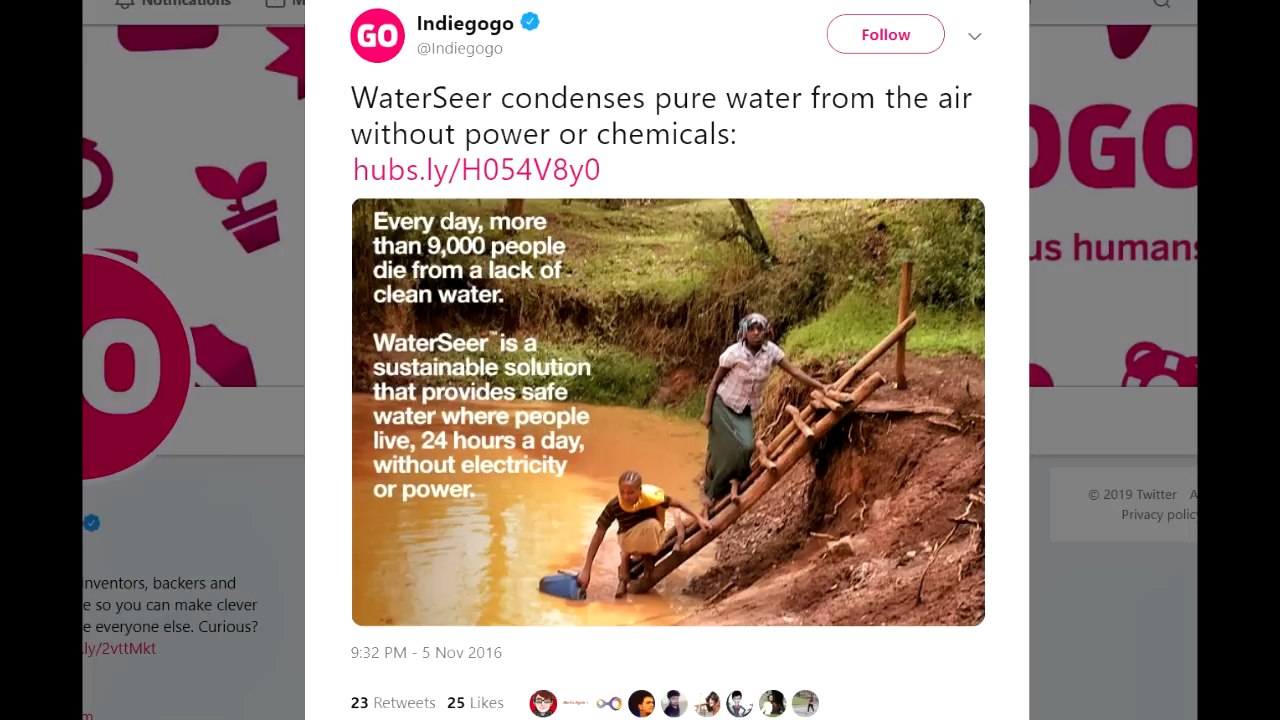 Notifications
GO
Indiegogo
@Indiegogo
Follow
WaterSeer condenses pure water from the air
without power or chemicals:
hubs.ly/H054V8y0
Every day, more
than 9,000 people
die from a lack of
clean water.
WaterSeer™ is a
sustainable solution
that provides safe
water where people
live, 24 hours a day,
without electricity
or power.
9:32 PM - 5 Nov 2016
23 Retweets 25 Likes
OGO
us humans
O
nventors, backers and
e so you can make clever
e everyone else. Curious?
.ly/2vttMkt
© 2019 Twitter A
Privacy policy